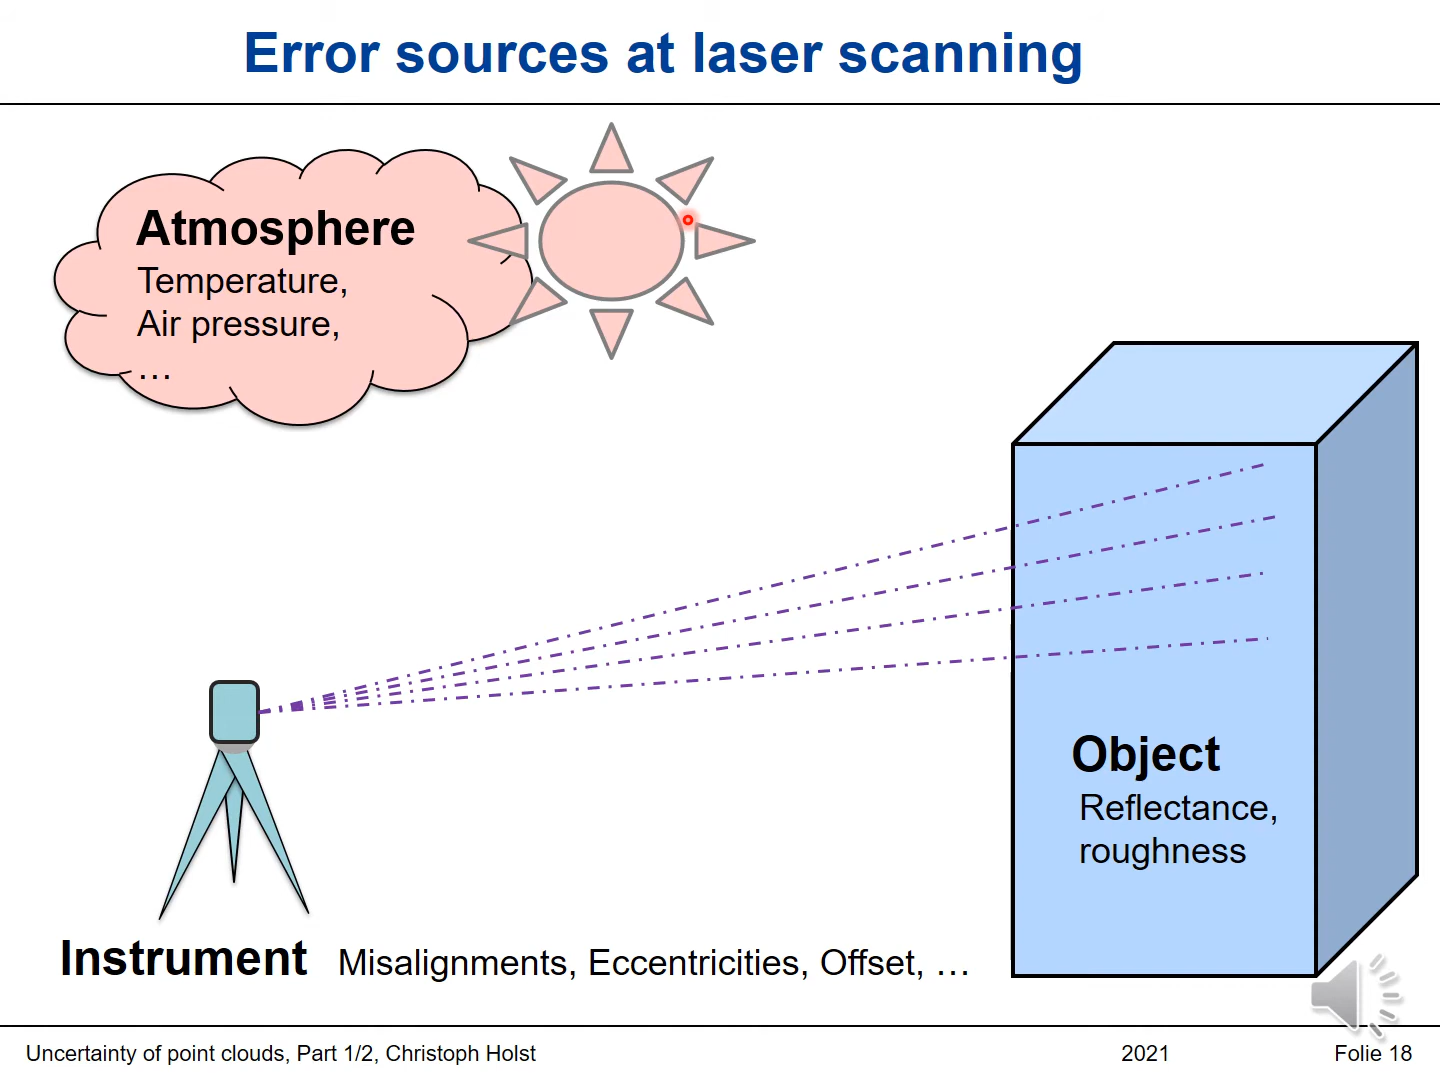 Error sources at laser scanning
Atmosphere
Temperature,
Air pressure,
…
Object
Reflectance,
roughness
Instrument Misalignments, Eccentricities, Offset, …
Uncertainty of point clouds, Part 1/2, Christoph Holst 2021 Folie 18